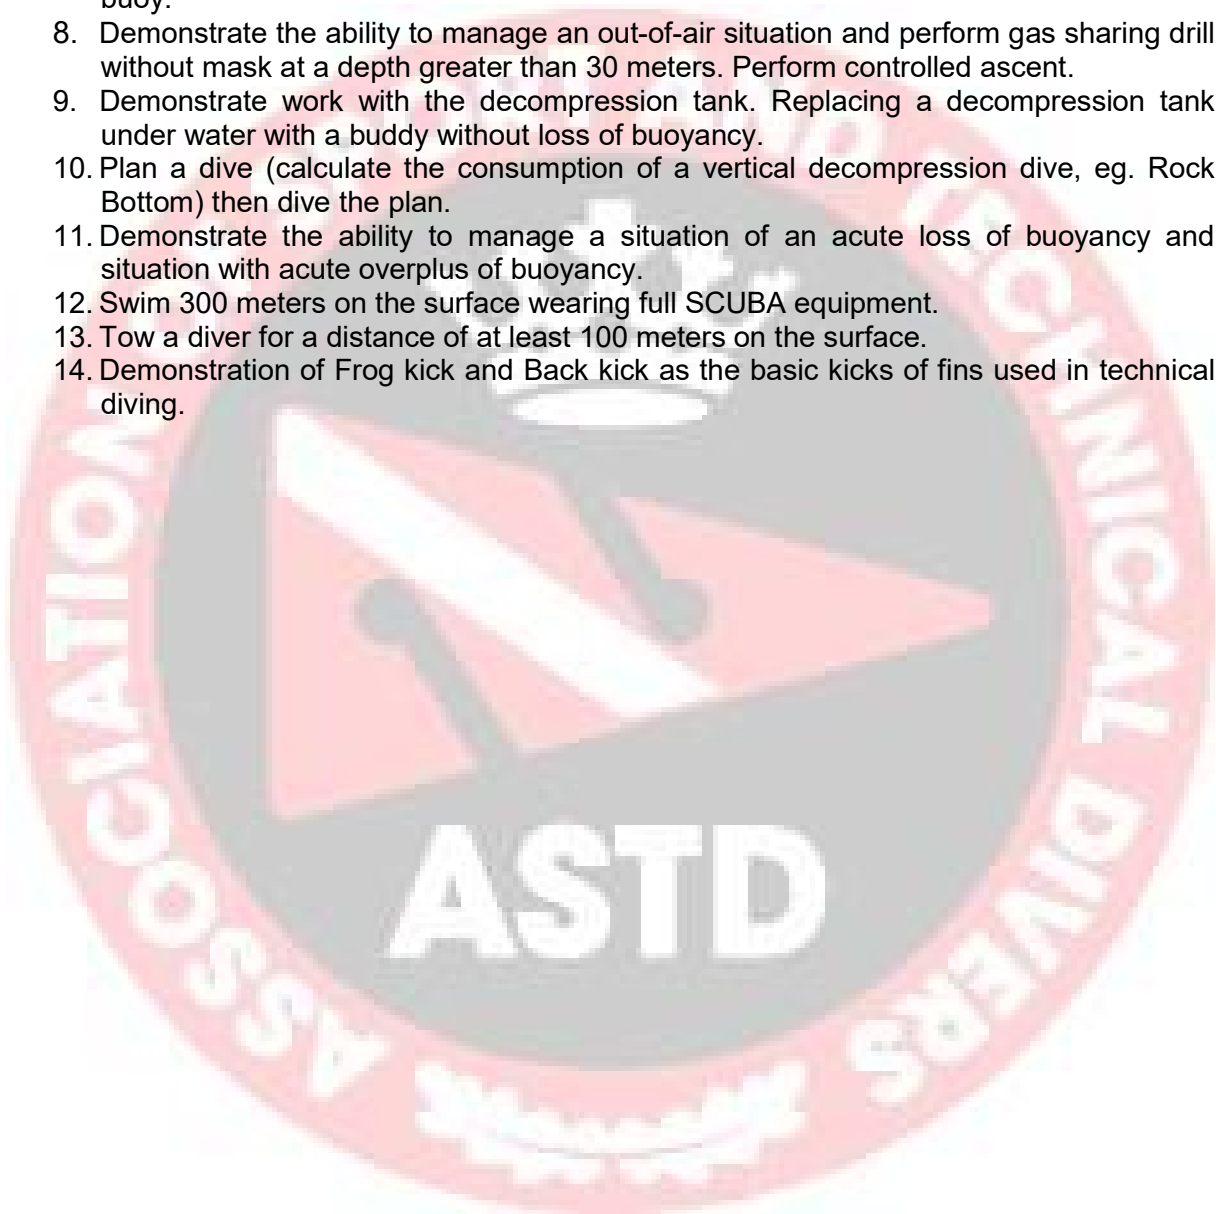 buoy.
8. Demonstrate the ability to manage an out-of-air situation and perform gas sharing drill
without mask at a depth greater than 30 meters. Perform controlled ascent.
9. Demonstrate work with the decompression tank. Replacing a decompression tank
under water with a buddy without loss of buoyancy.
10. Plan a dive (calculate the consumption of a vertical decompression dive, eg. Rock
Bottom) then dive the plan.
11. Demonstrate the ability to manage a situation of an acute loss of buoyancy and
situation with acute overplus of buoyancy.
12. Swim 300 meters on the surface wearing full SCUBA equipment.
13. Tow a diver for a distance of at least 100 meters on the surface.
14. Demonstration of Frog kick and Back kick as the basic kicks of fins used in technical
diving.
ASSOCIATION OF SPORT AND TECHNICAL DIVERS
ASTD